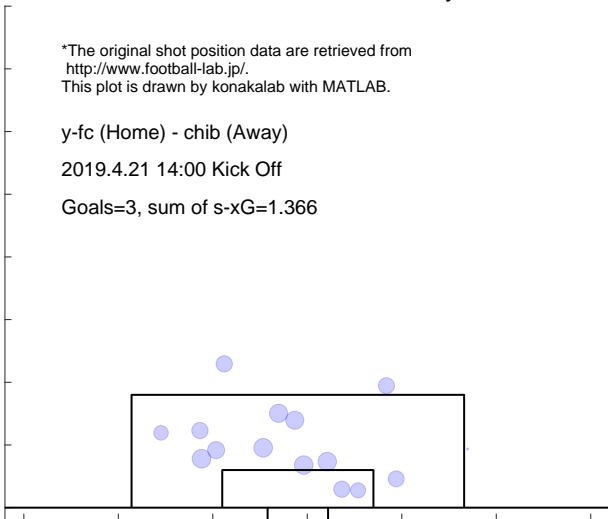 *The original shot position data are retrieved from
http://www.football-lab.jp/.
This plot is drawn by konakalab with MATLAB.
y-fc (Home) - chib (Away)
2019.4.21 14:00 Kick Off
Goals=3, sum of s-xG=1.366